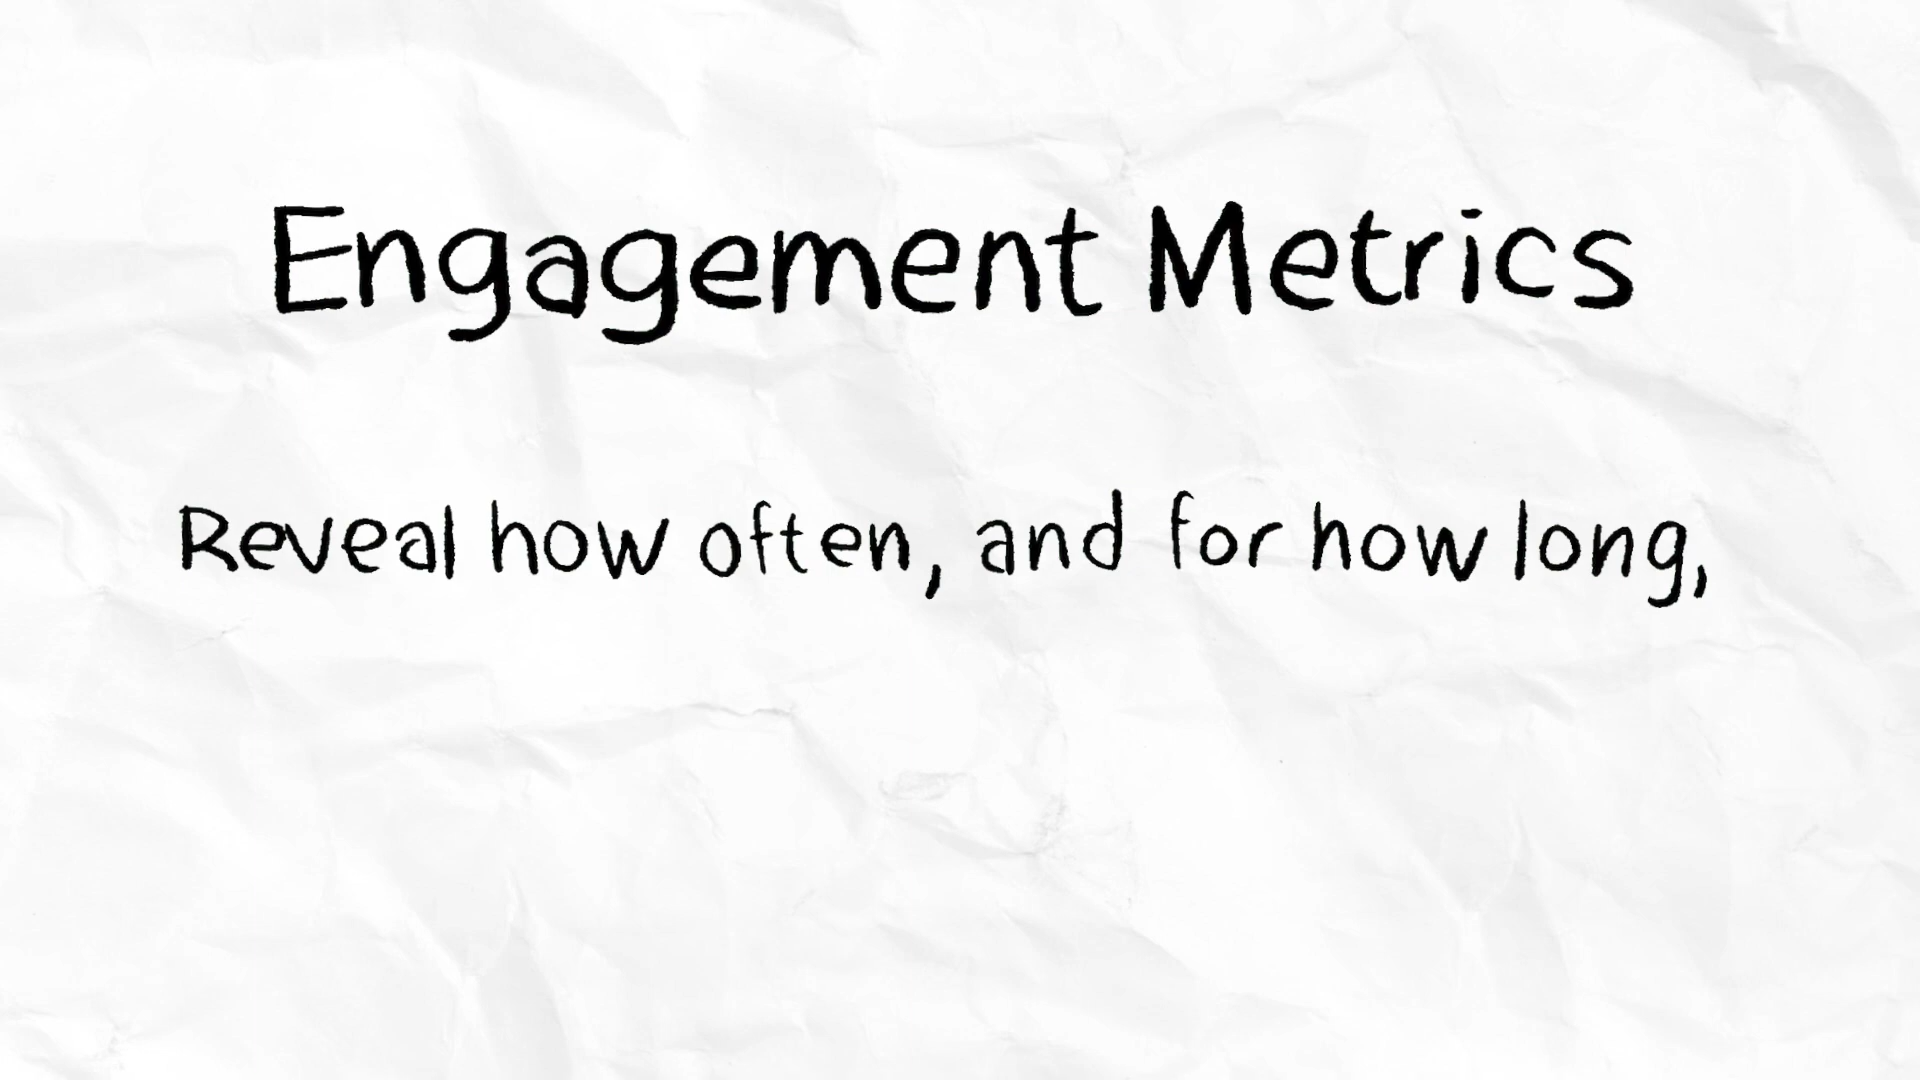 Engagement Metrics
Reveal how often, and for how long,